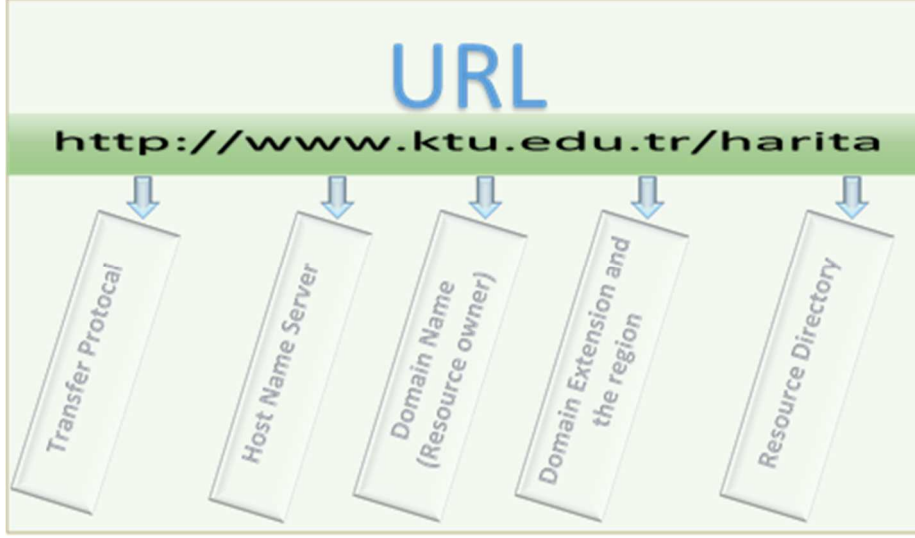 URL
http://www.ktu.edu.tr/harita
Transfer Protocal
Host Name Server
Domain Name
(Resource owner)
Domain Extension and
the region
Resource Directory